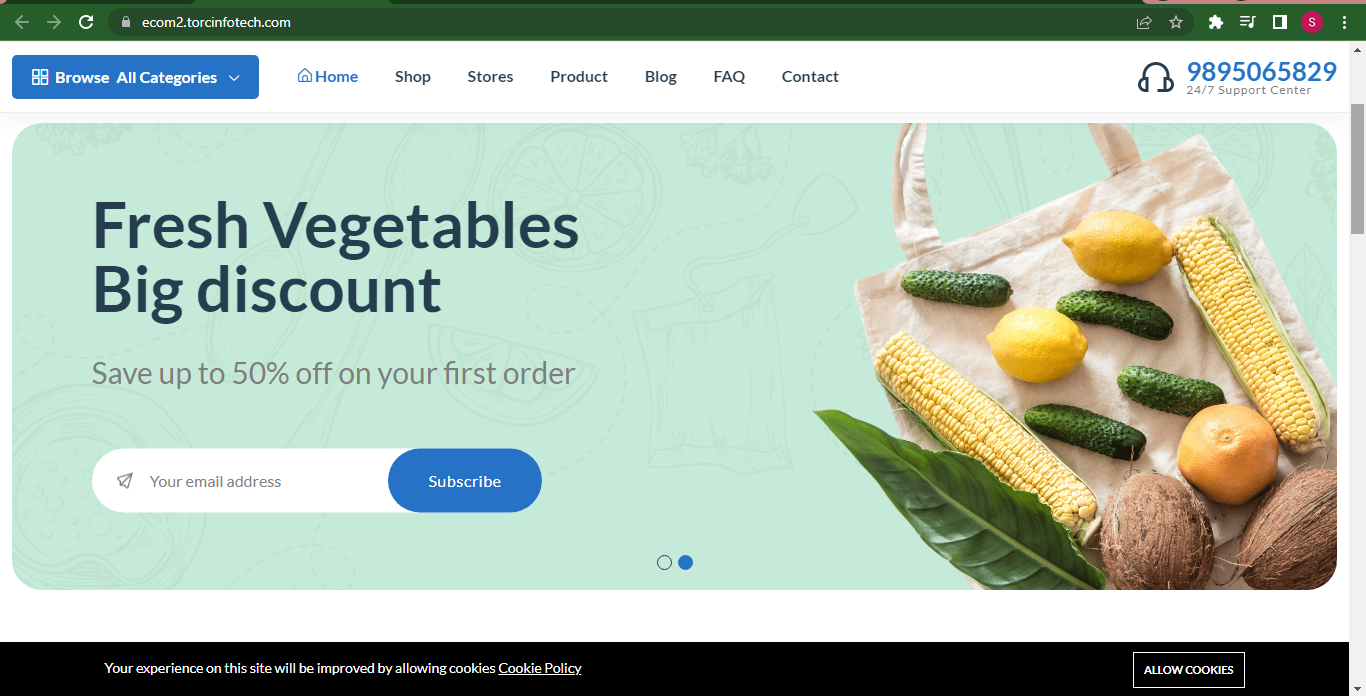 ecom2.torcinfotech.com
S
Browse All Categories
Home
Shop
Stores
Product
Blog
FAQ
Contact
9895065829
24/7 Support Center
Fresh Vegetables
Big discount
Save up to 50% off on your first order
Your email address
Subscribe
Your experience on this site will be improved by allowing cookies Cookie Policy
ALLOW COOKIES